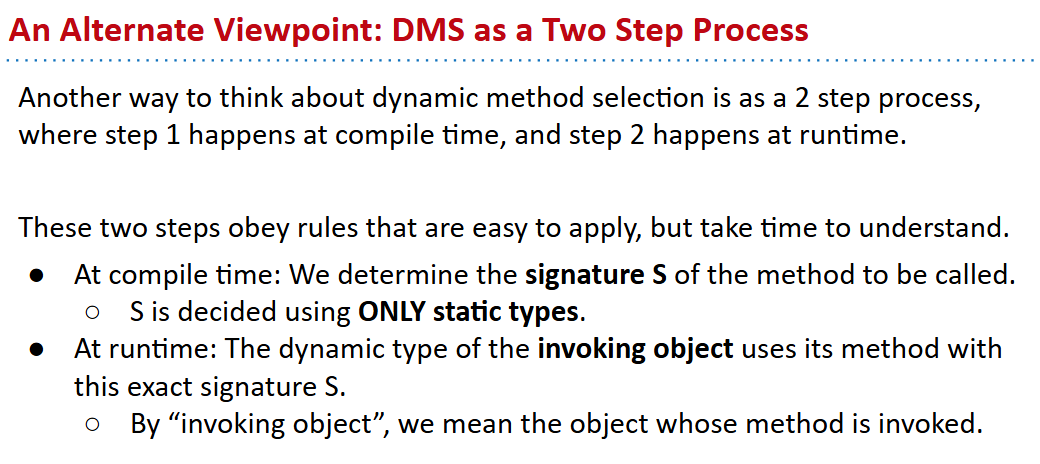 An Alternate Viewpoint: DMS as a Two Step Process
Another way to think about dynamic method selection is as a 2 step process,
where step 1 happens at compile time, and step 2 happens at runtime.
These two steps obey rules that are easy to apply, but take time to understand.
● At compile time: We determine the signature S of the method to be called.
○ S is decided using ONLY static types.
● At runtime: The dynamic type of the invoking object uses its method with
this exact signature S.
○ By “invoking object”, we mean the object whose method is invoked.